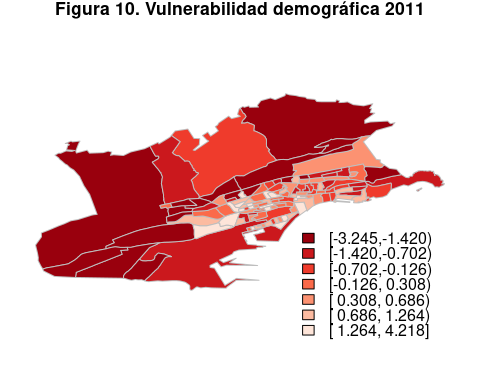 Figura 10. Vulnerabilidad demográfica 2011
[-3.245,-1.420)
[-1.420,-0.702)
[-0.702,-0.126)
[-0.126, 0.308)
[ 0.308, 0.686)
[ 0.686, 1.264)
[ 1.264, 4.218]